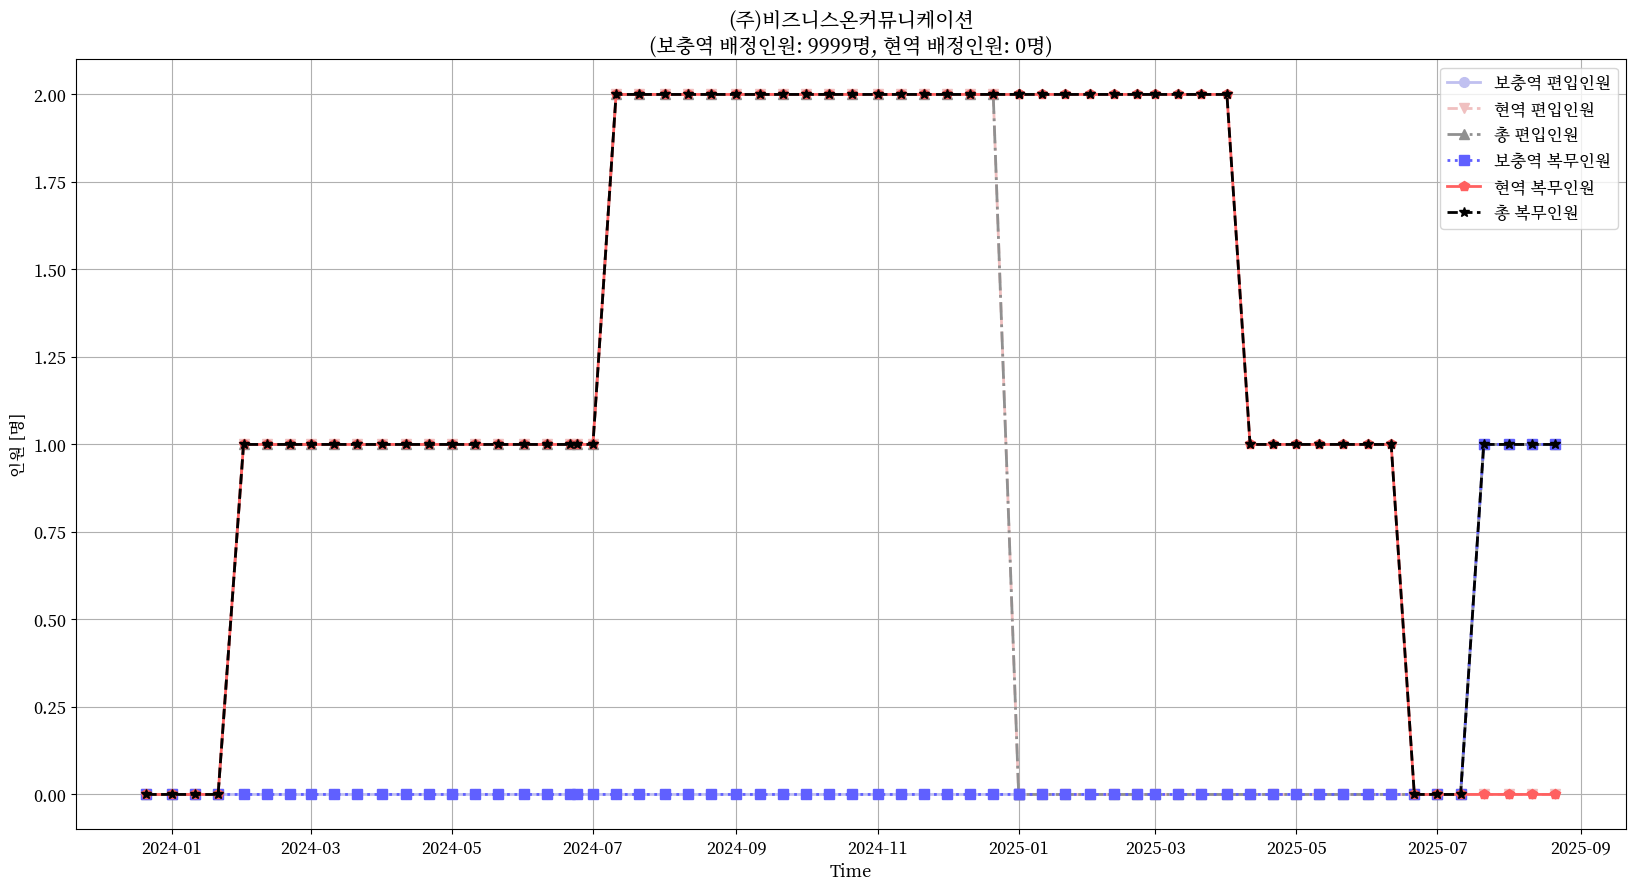 (주)비즈니스온커뮤니케이션
(보충역 배정인원: 9999명, 현역 배정인원: 0명)
보충역 편입인원
현역 편입인원
총 편입인원
보충역 복무인원
현역 복무인원
총 복무인원
인원 [명]
2.00
1.75
1.50
1.25
1.00
0.75
0.50
0.25
0.00
2024-01
2024-03
2024-05
2024-07
2024-09
2024-11
2025-01
2025-03
2025-05
2025-07
2025-09
Time